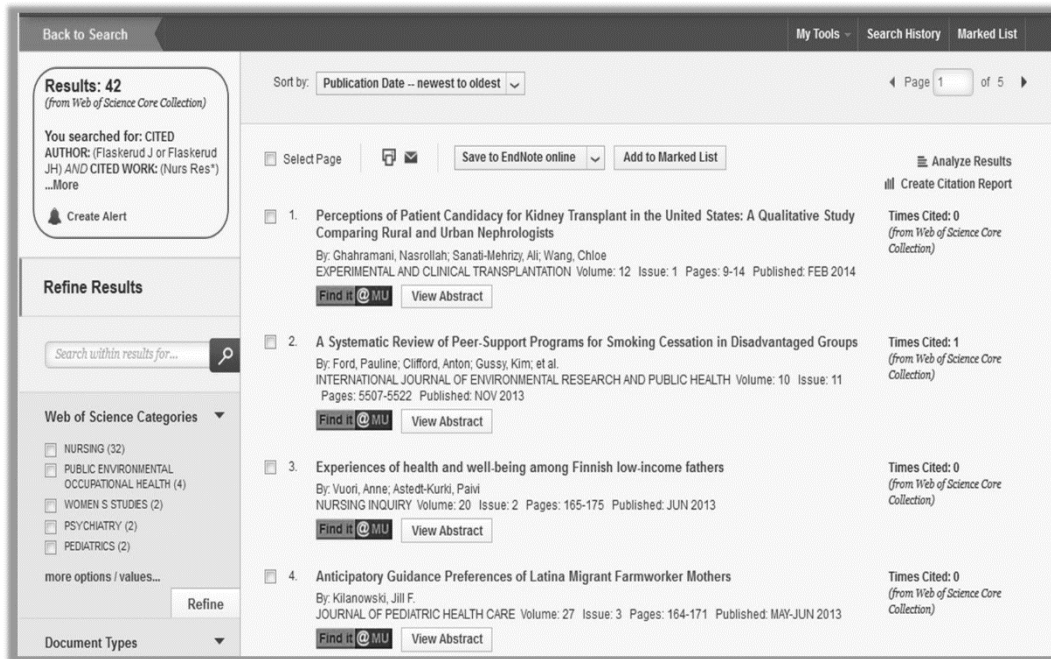 Back to Search
My Tools
Search History
Marked List
Results: 42
(from Web of Science Core Collection)
You searched for: CITED
AUTHOR: (Flaskerud J or Flaskerud
JH) AND CITED WORK: (Nurs Res*)
...More
Create Alert
Refine Results
Search within results for...
Web of Science Categories
NURSING (32)
PUBLIC ENVIRONMENTAL
OCCUPATIONAL HEALTH (4)
WOMEN S STUDIES (2)
PSYCHIATRY (2)
PEDIATRICS (2)
more options / values...
Refine
Document Types
Sort by: Publication Date -- newest to oldest
Page 1 of 5
Select Page
Save to EndNote online
Add to Marked List
Analyze Results
Create Citation Report
1. Perceptions of Patient Candidacy for Kidney Transplant in the United States: A Qualitative Study
Comparing Rural and Urban Nephrologists
By: Ghahramani, Nasrollah; Sanati-Mehrizy, Ali; Wang, Chloe
EXPERIMENTAL AND CLINICAL TRANSPLANTATION Volume: 12 Issue: 1 Pages: 9-14 Published: FEB 2014
Find it @ MU
View Abstract
Times Cited: 0
(from Web of Science Core
Collection)
2. A Systematic Review of Peer-Support Programs for Smoking Cessation in Disadvantaged Groups
By: Ford, Pauline; Clifford, Anton; Gussy, Kim; et al.
INTERNATIONAL JOURNAL OF ENVIRONMENTAL RESEARCH AND PUBLIC HEALTH Volume: 10 Issue: 11
Pages: 5507-5522 Published: NOV 2013
Find it @ MU
View Abstract
Times Cited: 1
(from Web of Science Core
Collection)
3. Experiences of health and well-being among Finnish low-income fathers
By: Vuori, Anne; Astedt-Kurki, Paivi
NURSING INQUIRY Volume: 20 Issue: 2 Pages: 165-175 Published: JUN 2013
Find it @ MU
View Abstract
Times Cited: 0
(from Web of Science Core
Collection)
4. Anticipatory Guidance Preferences of Latina Migrant Farmworker Mothers
By: Kilanowski, Jill F.
JOURNAL OF PEDIATRIC HEALTH CARE Volume: 27 Issue: 3 Pages: 164-171 Published: MAY-JUN 2013
Find it @ MU
View Abstract
Times Cited: 0
(from Web of Science Core
Collection)